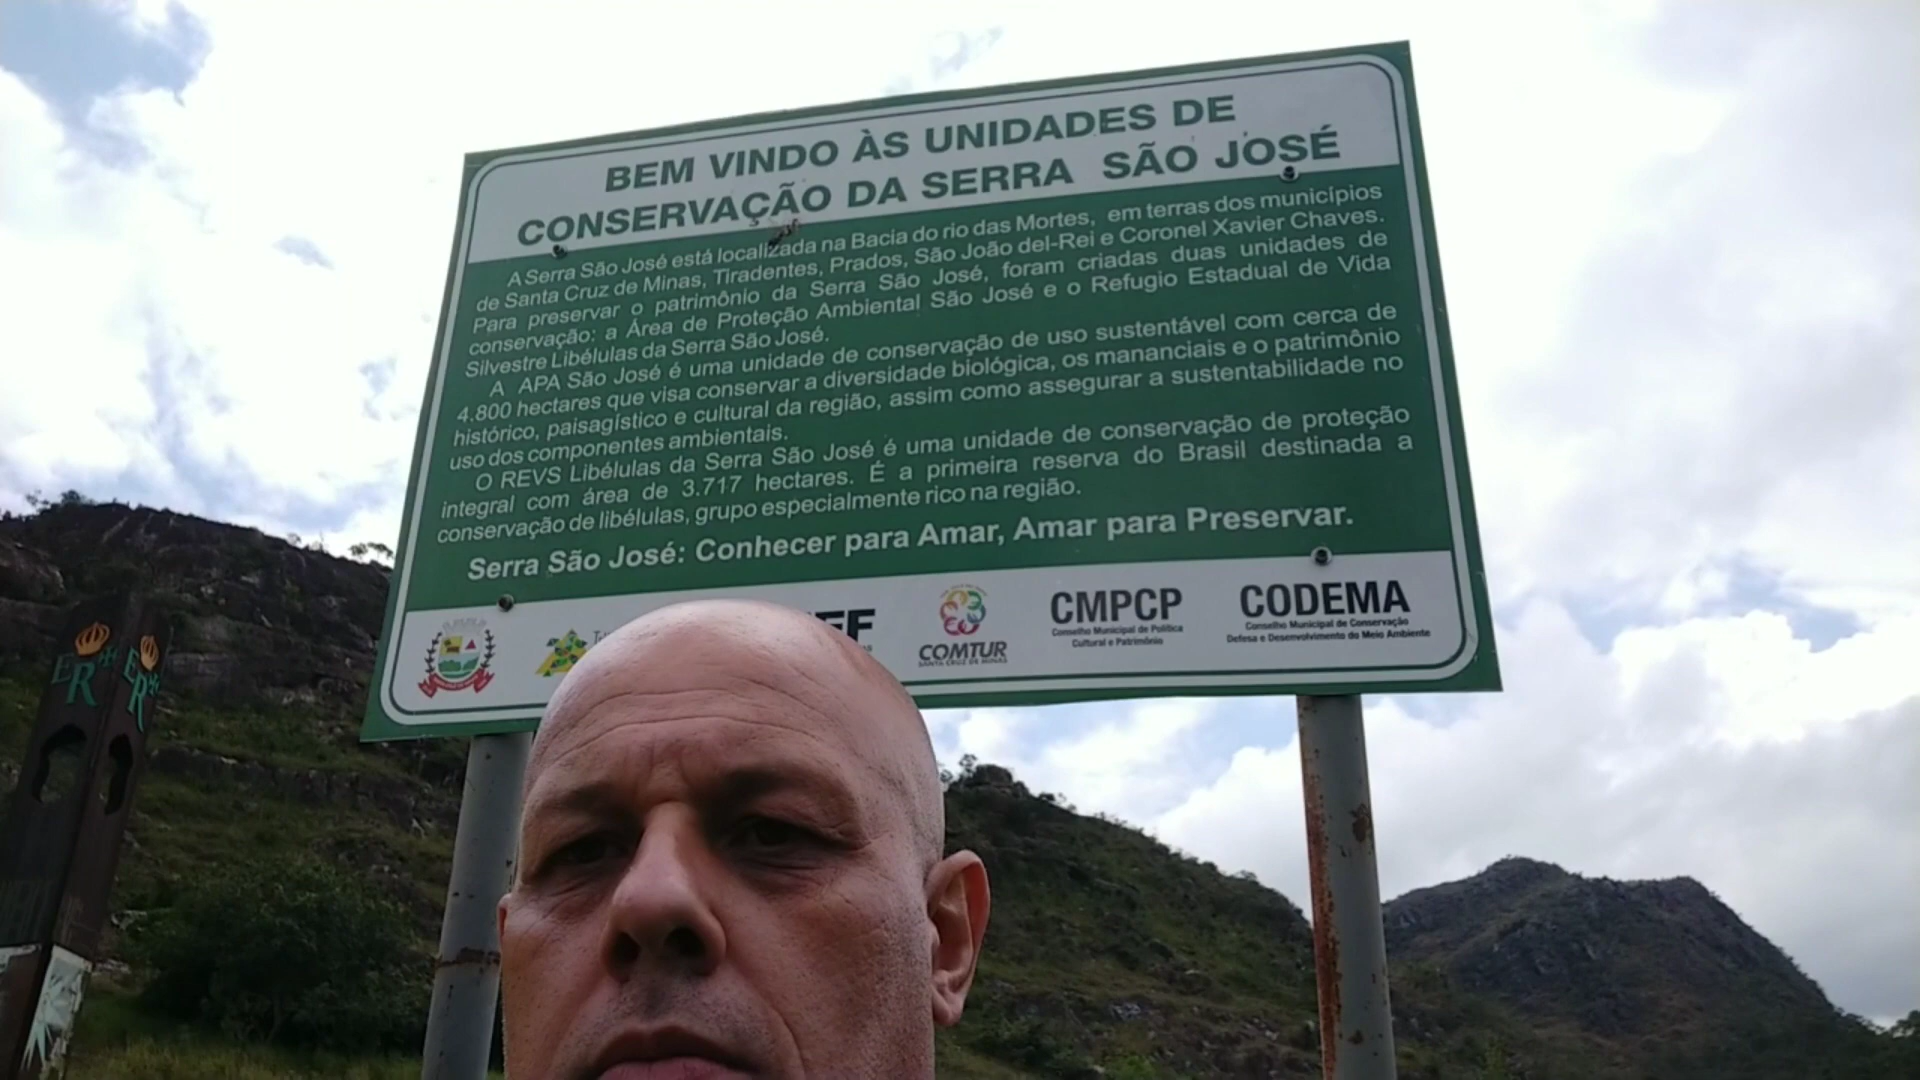 BEM VINDO ÀS UNIDADES DE
CONSERVAÇÃO DA SERRA SÃO JOSÉ
A Serra São José está localizada na Bacia do rio das Mortes, em terras dos municípios
de Santa Cruz de Minas, Tiradentes, Prados, São João del-Rei e Coronel Xavier Chaves.
Para preservar o patrimônio da Serra São José, foram criadas duas unidades de
conservação: a Área de Proteção Ambiental São José e o Refugio Estadual de Vida
Silvestre Libélulas da Serra São José.
A APA São José é uma unidade de conservação de uso sustentável com cerca de
4.800 hectares que visa conservar a diversidade biológica, os mananciais e o patrimônio
histórico, paisagístico e cultural da região, assim como assegurar a sustentabilidade no
uso dos componentes ambientais.
O REVS Libélulas da Serra São José é uma unidade de conservação de proteção
integral com área de 3.717 hectares. É a primeira reserva do Brasil destinada a
conservação de libélulas, grupo especialmente rico na região.
Serra São José: Conhecer para Amar, Amar para Preservar.
COMTUR
SANTA CRUZ DE MINAS
CMPCP
Conselho Municipal de Política
Cultural e Patrimônio
CODEMA
Conselho Municipal de Conservação
Defesa e Desenvolvimento do Meio Ambiente
ER
ER